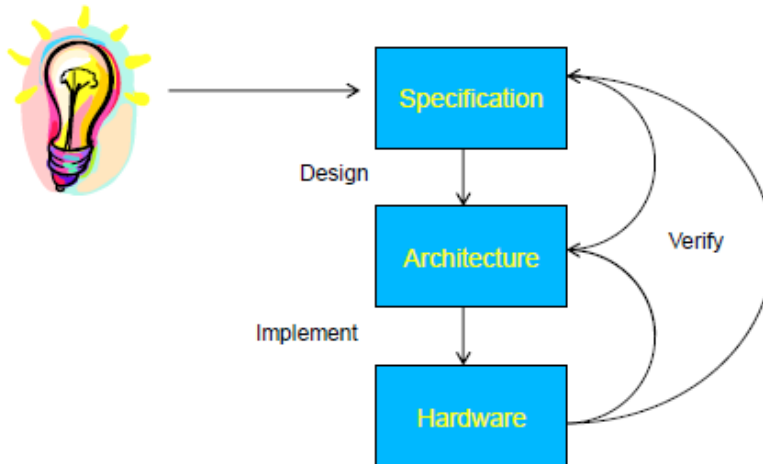 Specification
Design
Architecture
Verify
Implement
Hardware